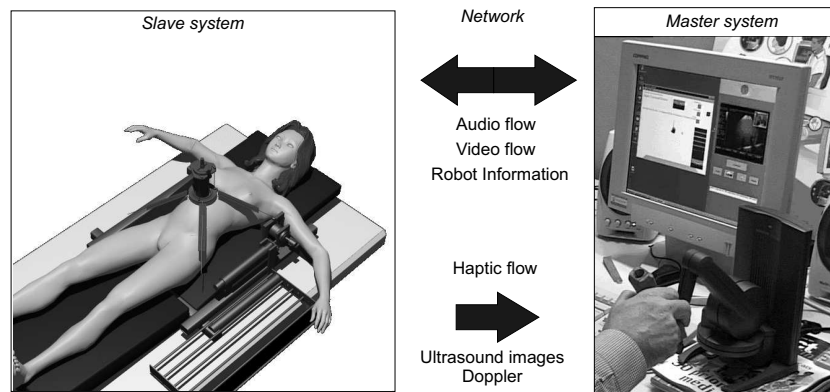 Slave system
Network
Master system
Audio flow
Video flow
Robot Information
Haptic flow
Ultrasound images
Doppler